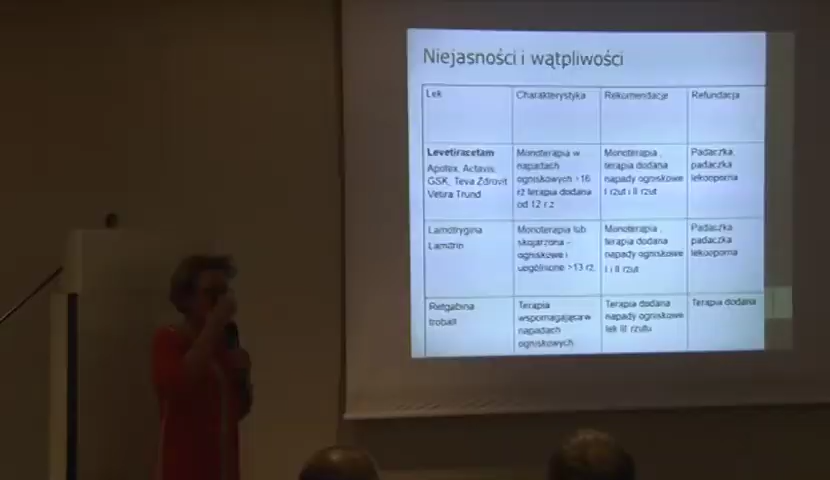 Niejasności i wątpliwości
Lek
Charakterystyka
Rekomendacje
Refundacja
Levetiracetam
Apotex, Actavis,
GSK, Teva Zdrovit
Vetira Trund
Monoterapia w
napadach
ogniskowych >16
rż terapia dodana
od 12 r.z
Monoterapia ,
terapia dodana
napady ogniskowe
I rzut i II rzut
Padaczka,
padaczka
lekooporna
Lamotrygina
Lamitrin
Monoterapia lub
skojarzona –
ogniskowe i
uogólnione >13 rż.
Monoterapia ,
terapia dodana
napady ogniskowe
I i II rzut
Padaczka
padaczka
lekooporna
Retgabina
trobalt
Terapia
wspomagająca w
napadach
ogniskowych
Terapia dodana
napady ogniskowe
lek III rzutu
Terapia dodana